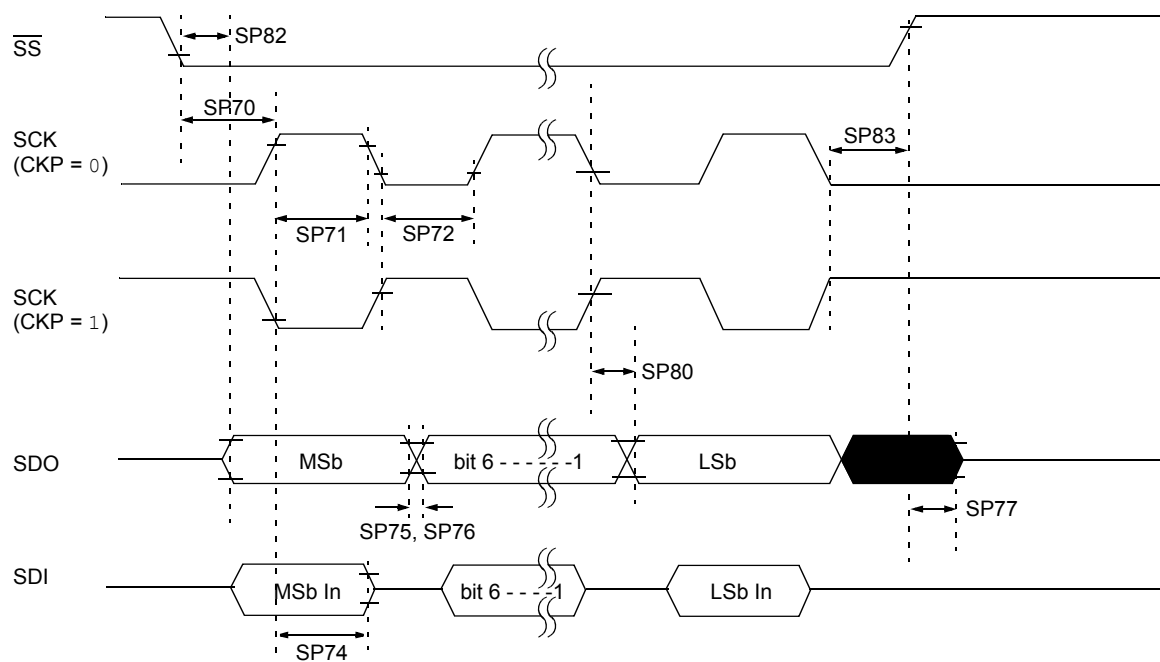 SS
SP82
SP70
SCK
(CKP = 0)
SP83
SP71
SP72
SCK
(CKP = 1)
SP80
SDO
MSb
bit 6 - - - - - -1
LSb
SP75, SP76
SP77
SDI
MSb In
bit 6 - - - -1
LSb In
SP74